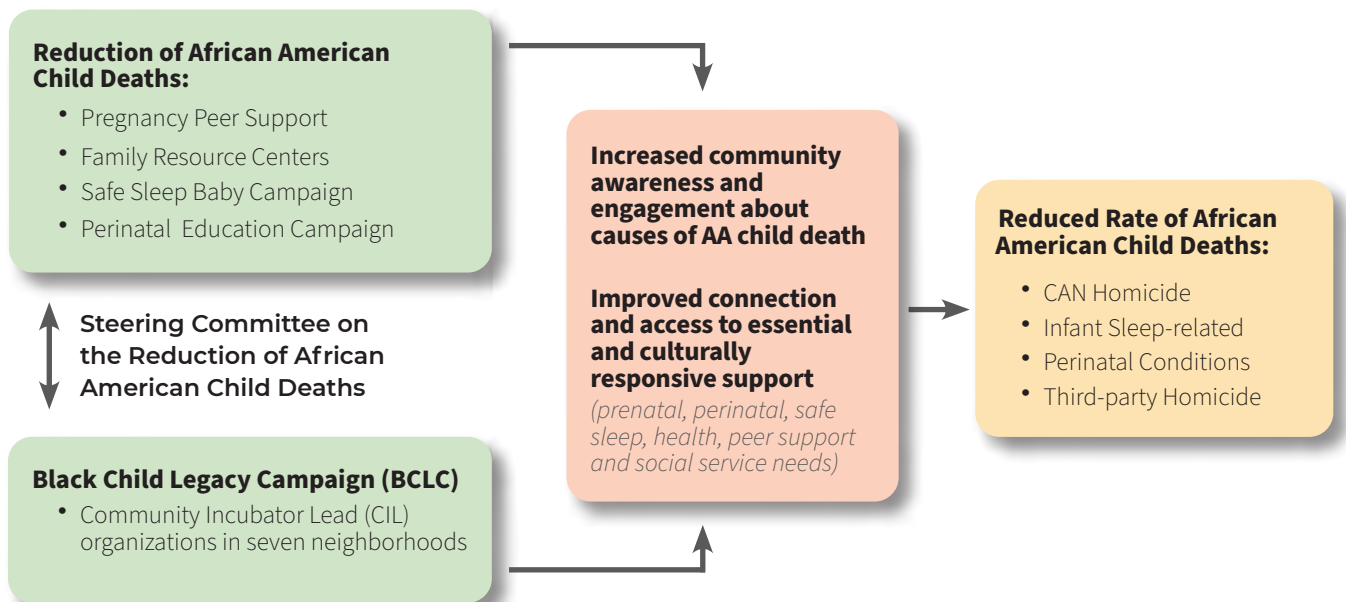 Reduction of African American
Child Deaths:
• Pregnancy Peer Support
• Family Resource Centers
• Safe Sleep Baby Campaign
• Perinatal Education Campaign
Steering Committee on
the Reduction of African
American Child Deaths
Black Child Legacy Campaign (BCLC)
• Community Incubator Lead (CIL)
organizations in seven neighborhoods
Increased community
awareness and
engagement about
causes of AA child death
Improved connection
and access to essential
and culturally
responsive support
(prenatal, perinatal, safe
sleep, health, peer support
and social service needs)
Reduced Rate of African
American Child Deaths:
• CAN Homicide
• Infant Sleep-related
• Perinatal Conditions
• Third-party Homicide